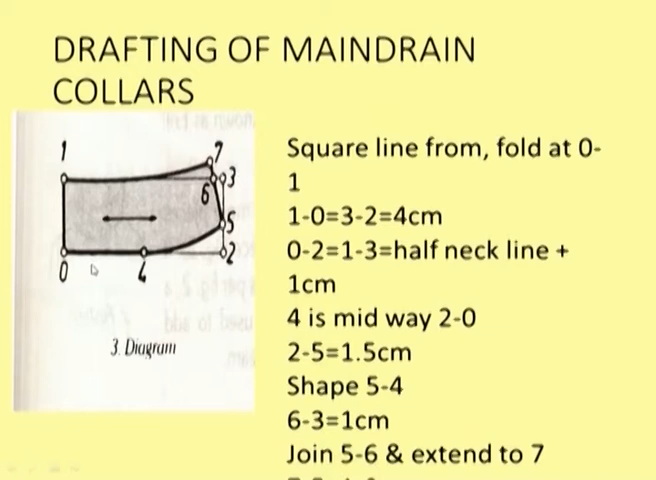 DRAFTING OF MAINDRAIN
COLLARS
1
7
3
6
5
2
0
4
3. Diagram
Square line from, fold at 0-
1
1-0=3-2=4cm
0-2=1-3=half neck line +
1cm
4 is mid way 2-0
2-5=1.5cm
Shape 5-4
6-3=1cm
Join 5-6 & extend to 7